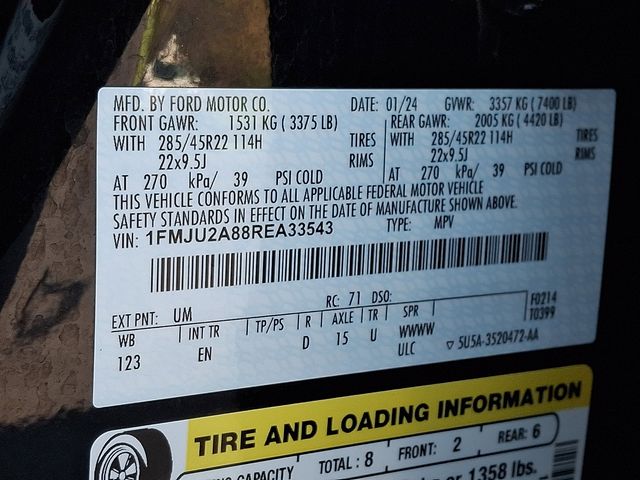 MFD. BY FORD MOTOR CO. DATE: 01/24 GVWR: 3357 KG (7400 LB)
FRONT GAWR: 1531 KG (3375 LB) REAR GAWR: 2005 KG (4420 LB)
WITH 285/45R22 114H TIRES WITH 285/45R22 114H TIRES
22x9.5J RIMS 22x9.5J RIMS
AT 270 kPa/ 39 PSI COLD AT 270 kPa/ 39 PSI COLD
THIS VEHICLE CONFORMS TO ALL APPLICABLE FEDERAL MOTOR VEHICLE
SAFETY STANDARDS IN EFFECT ON THE DATE OF MANUFACTURE SHOWN ABOVE.
VIN: 1FMJU2A88REA33543 TYPE: MPV
EXT PNT: UM RC: 71 DSO: F0214
WB INT TR TP/PS R AXLE TR SPR T0399
123 EN D 15 U WWWW
ULC ▽ 5U5A-3520472-AA
TIRE AND LOADING INFORMATION
CAPACITY TOTAL : 8 FRONT: 2 REAR: 6
or 1358 lbs.